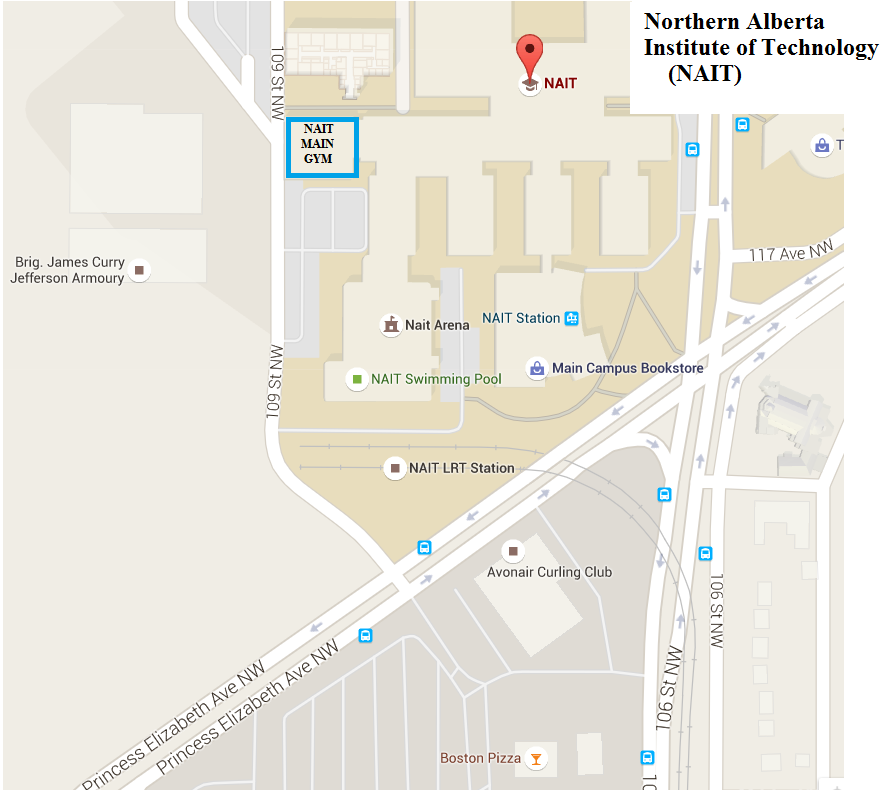 Northern Alberta
Institute of Technology
(NAIT)
109 St NW
NAIT
NAIT
MAIN
GYM
T
117 Ave NW
Brig. James Curry
Jefferson Armoury
NAIT Station
Nait Arena
Main Campus Bookstore
NAIT Swimming Pool
109 St NW
NAIT LRT Station
Avonair Curling Club
106 St NW
Princess Elizabeth Ave NW
Princess Elizabeth Ave NW
106 St NW
Boston Pizza
10